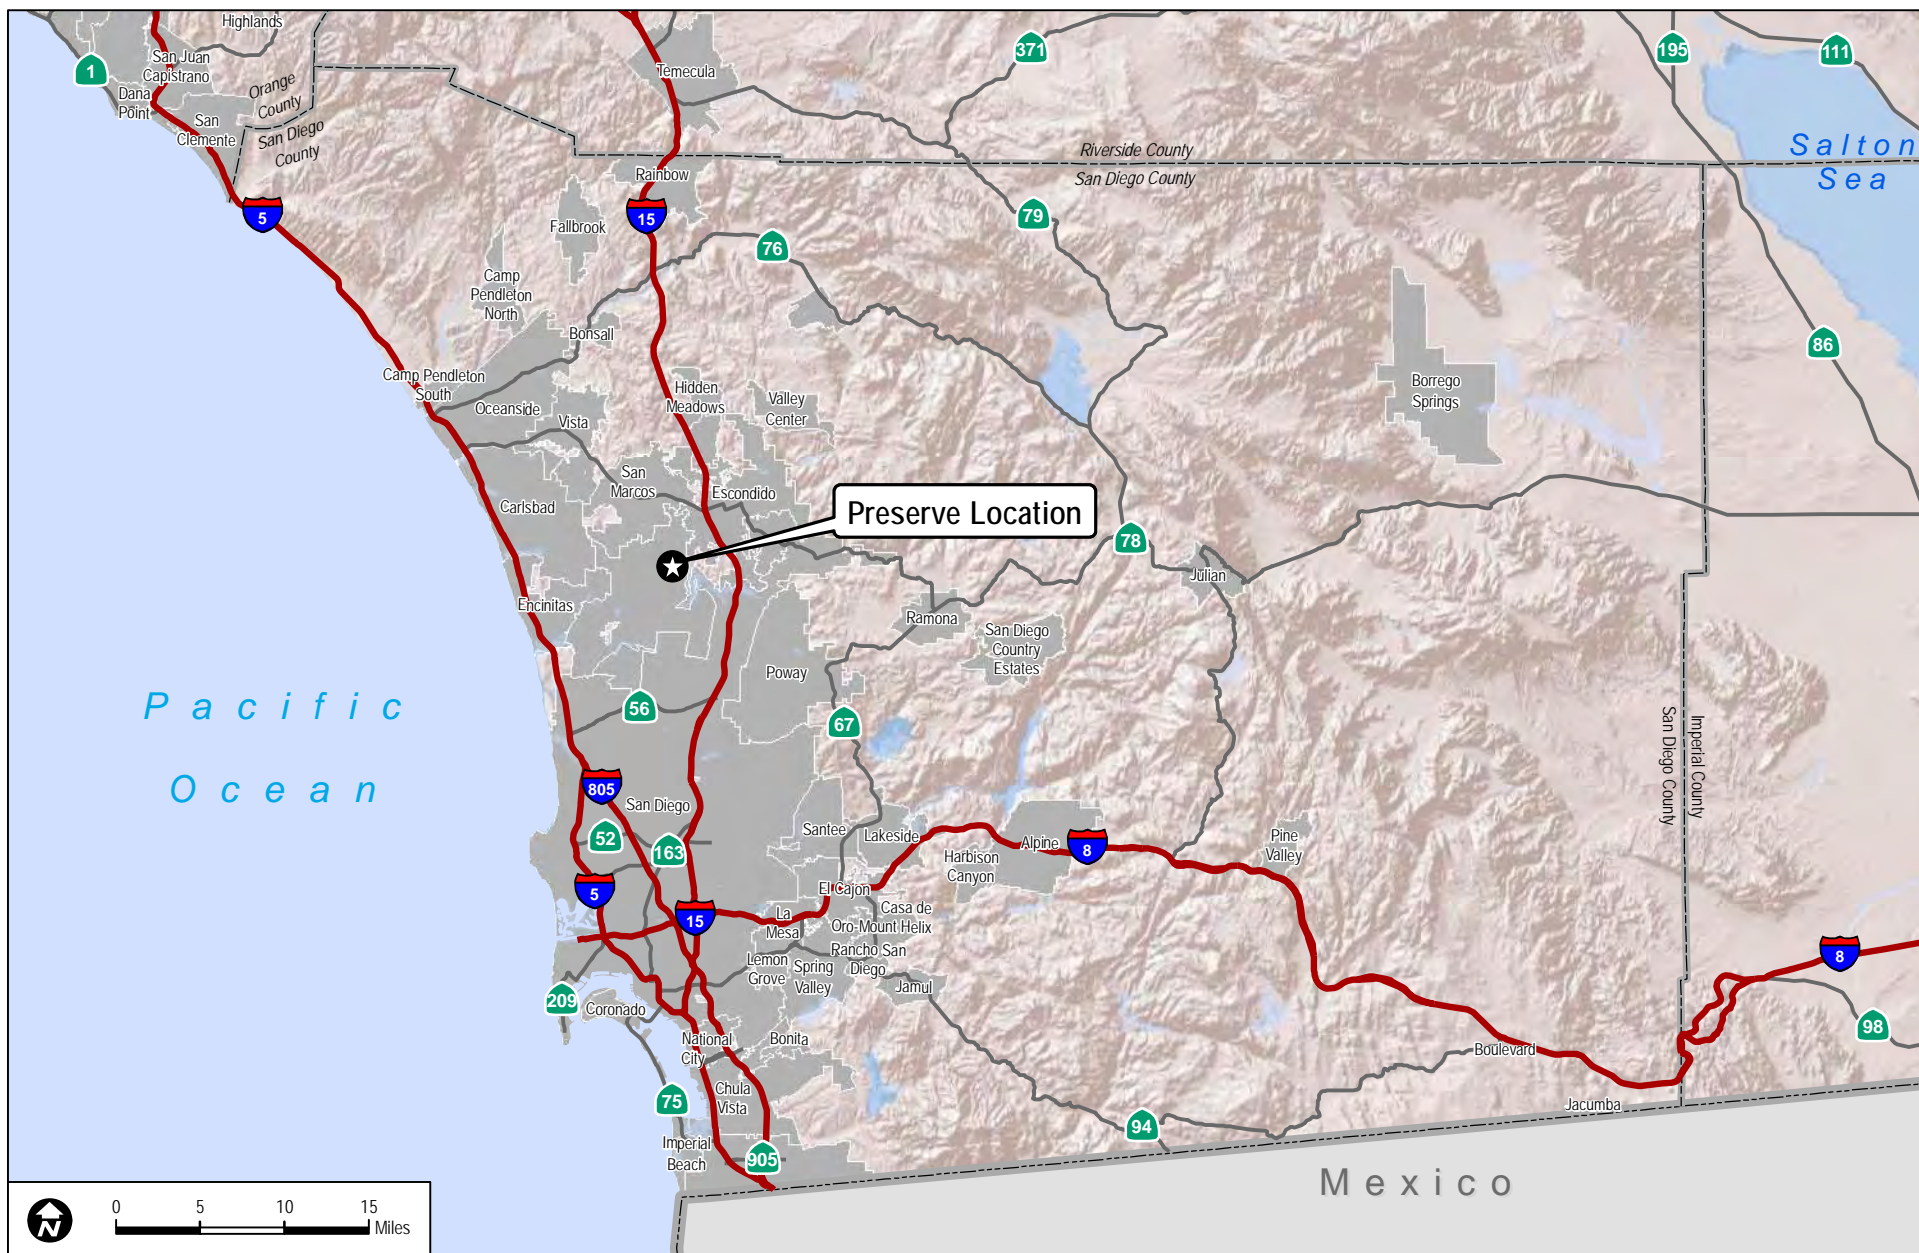 Highlands
San Juan
Capistrano
1
Dana
Point
Orange
County
San
Clemente
San Diego
County
5
Temecula
371
195
111
Riverside County
San Diego County
Salton
Sea
Rainbow
15
Fallbrook
76
79
Camp
Pendleton
North
Bonsall
86
Camp Pendleton
South
Oceanside
Vista
Hidden
Meadows
Valley
Center
Borrego
Springs
San
Marcos
Escondido
Carlsbad
Preserve Location
78
Julian
Encinitas
Ramona
San Diego
Country
Estates
Poway
Pacific
Ocean
56
67
San Diego County
Imperial County
805
San Diego
52
163
Santee
Lakeside
Alpine
8
Harbison
Canyon
Pine
Valley
5
El Cajon
15
La
Mesa
Casa de
Oro-Mount Helix
Rancho San
Diego
Lemon
Grove
Spring
Valley
Jamul
8
209
Coronado
98
National
City
Bonita
Boulevard
75
Chula
Vista
Jacumba
94
Imperial
Beach
905
Mexico
N
0 5 10 15
Miles